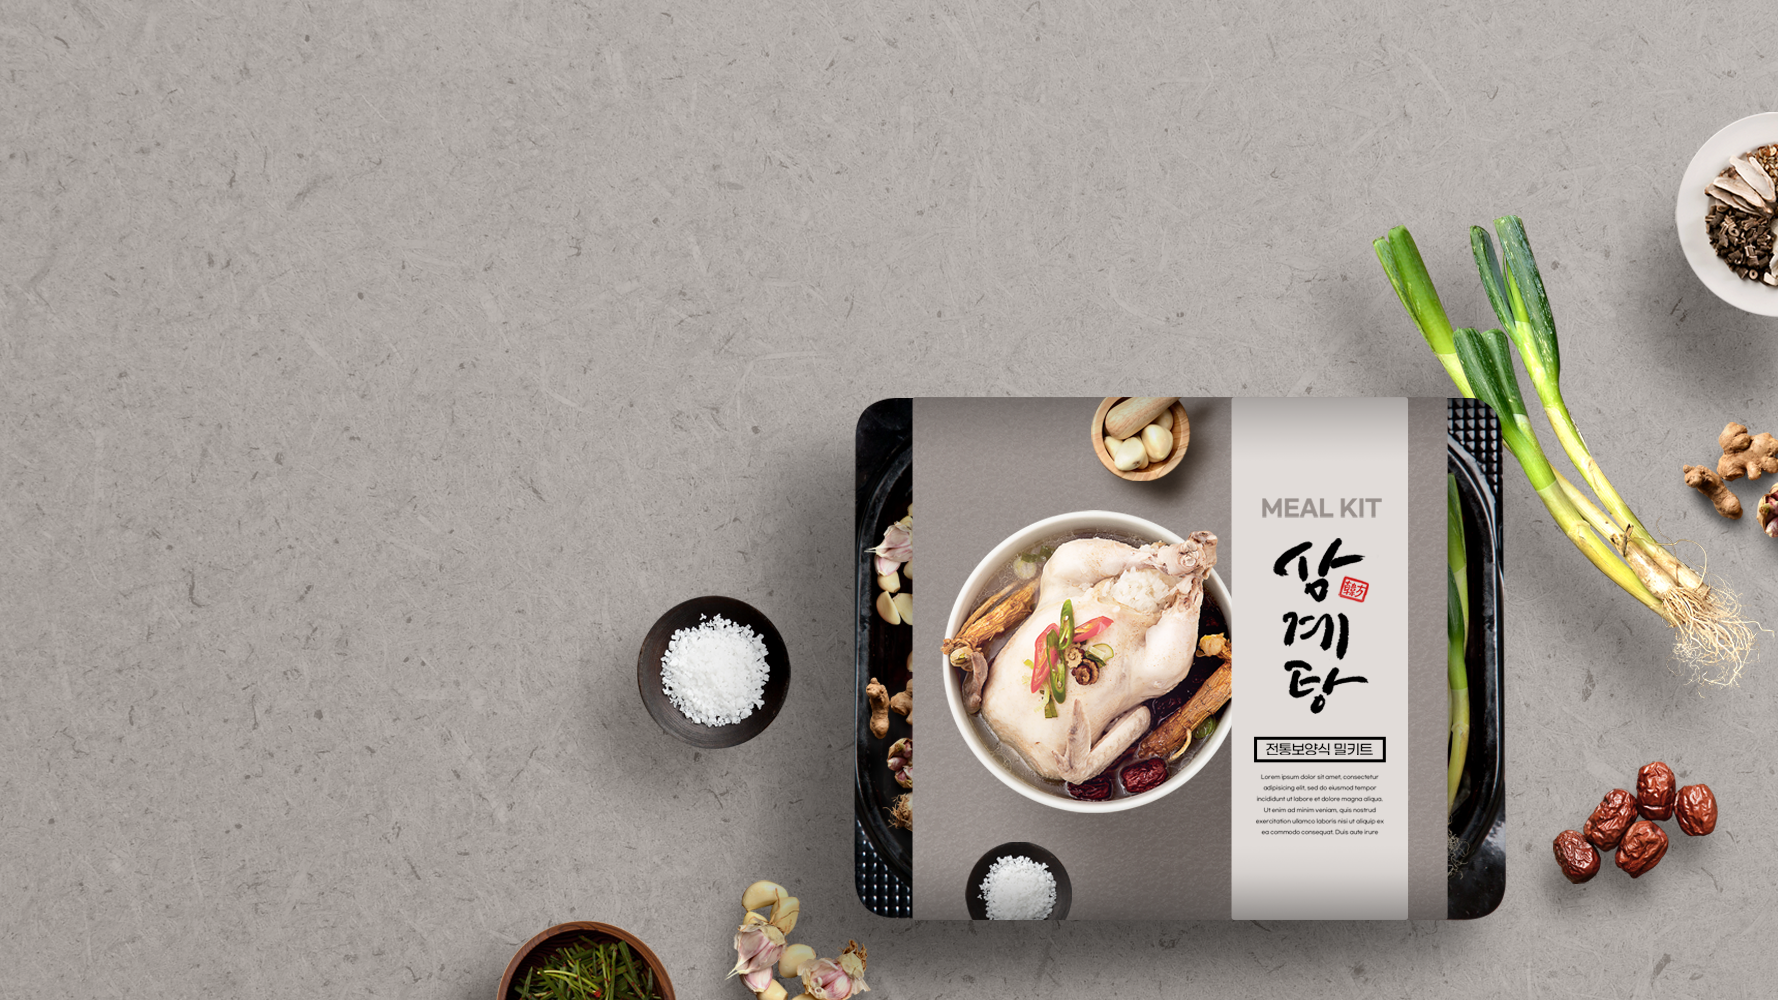 MEAL KIT
삼계탕
韓方
전통보양식 밀키트
Lorem ipsum dolor sit amet, consectetur
adipisicing elit, sed do eiusmod tempor
incididunt ut labore et dolore magna aliqua.
Ut enim ad minim veniam, quis nostrud
exercitation ullamco laboris nisi ut aliquip ex
ea commodo consequat. Duis aute irure